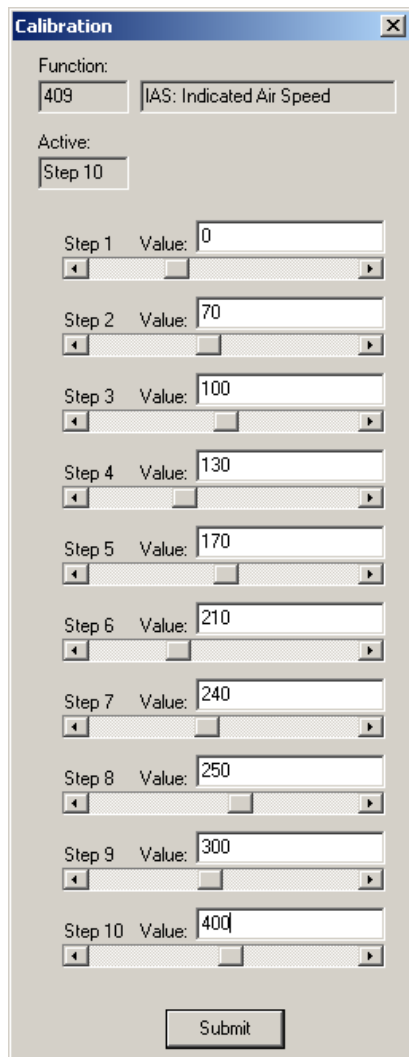 Calibration
Function:
409 IAS: Indicated Air Speed
Active:
Step 10
Step 1 Value: 0
Step 2 Value: 70
Step 3 Value: 100
Step 4 Value: 130
Step 5 Value: 170
Step 6 Value: 210
Step 7 Value: 240
Step 8 Value: 250
Step 9 Value: 300
Step 10 Value: 400
Submit